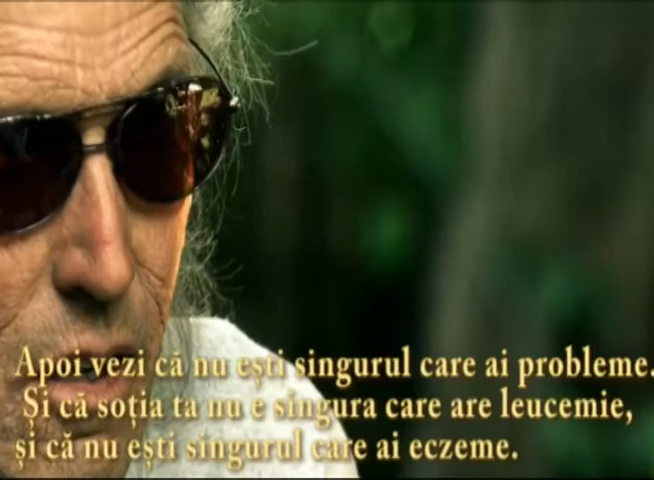 Apoi vezi că nu ești singurul care ai probleme.
Și că soția ta nu e singura care are leucemie,
și că nu ești singurul care ai eczeme.